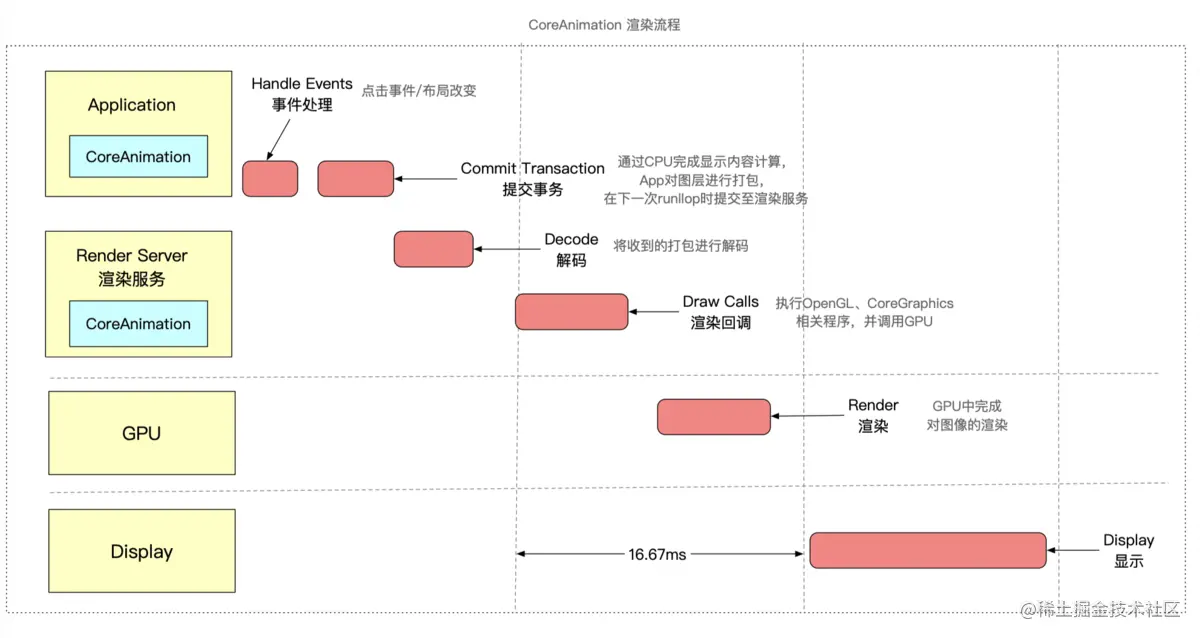 CoreAnimation 渲染流程
Application
CoreAnimation
Handle Events
事件处理
点击事件/布局改变
Commit Transaction
提交事务
通过CPU完成显示内容计算，
App对图层进行打包，
在下一次runllop时提交至渲染服务
Render Server
渲染服务
CoreAnimation
Decode
解码
将收到的打包进行解码
Draw Calls
渲染回调
执行OpenGL、CoreGraphics
相关程序，并调用GPU
GPU
Render
渲染
GPU中完成
对图像的渲染
Display
16.67ms
Display
显示
@稀土掘金技术社区